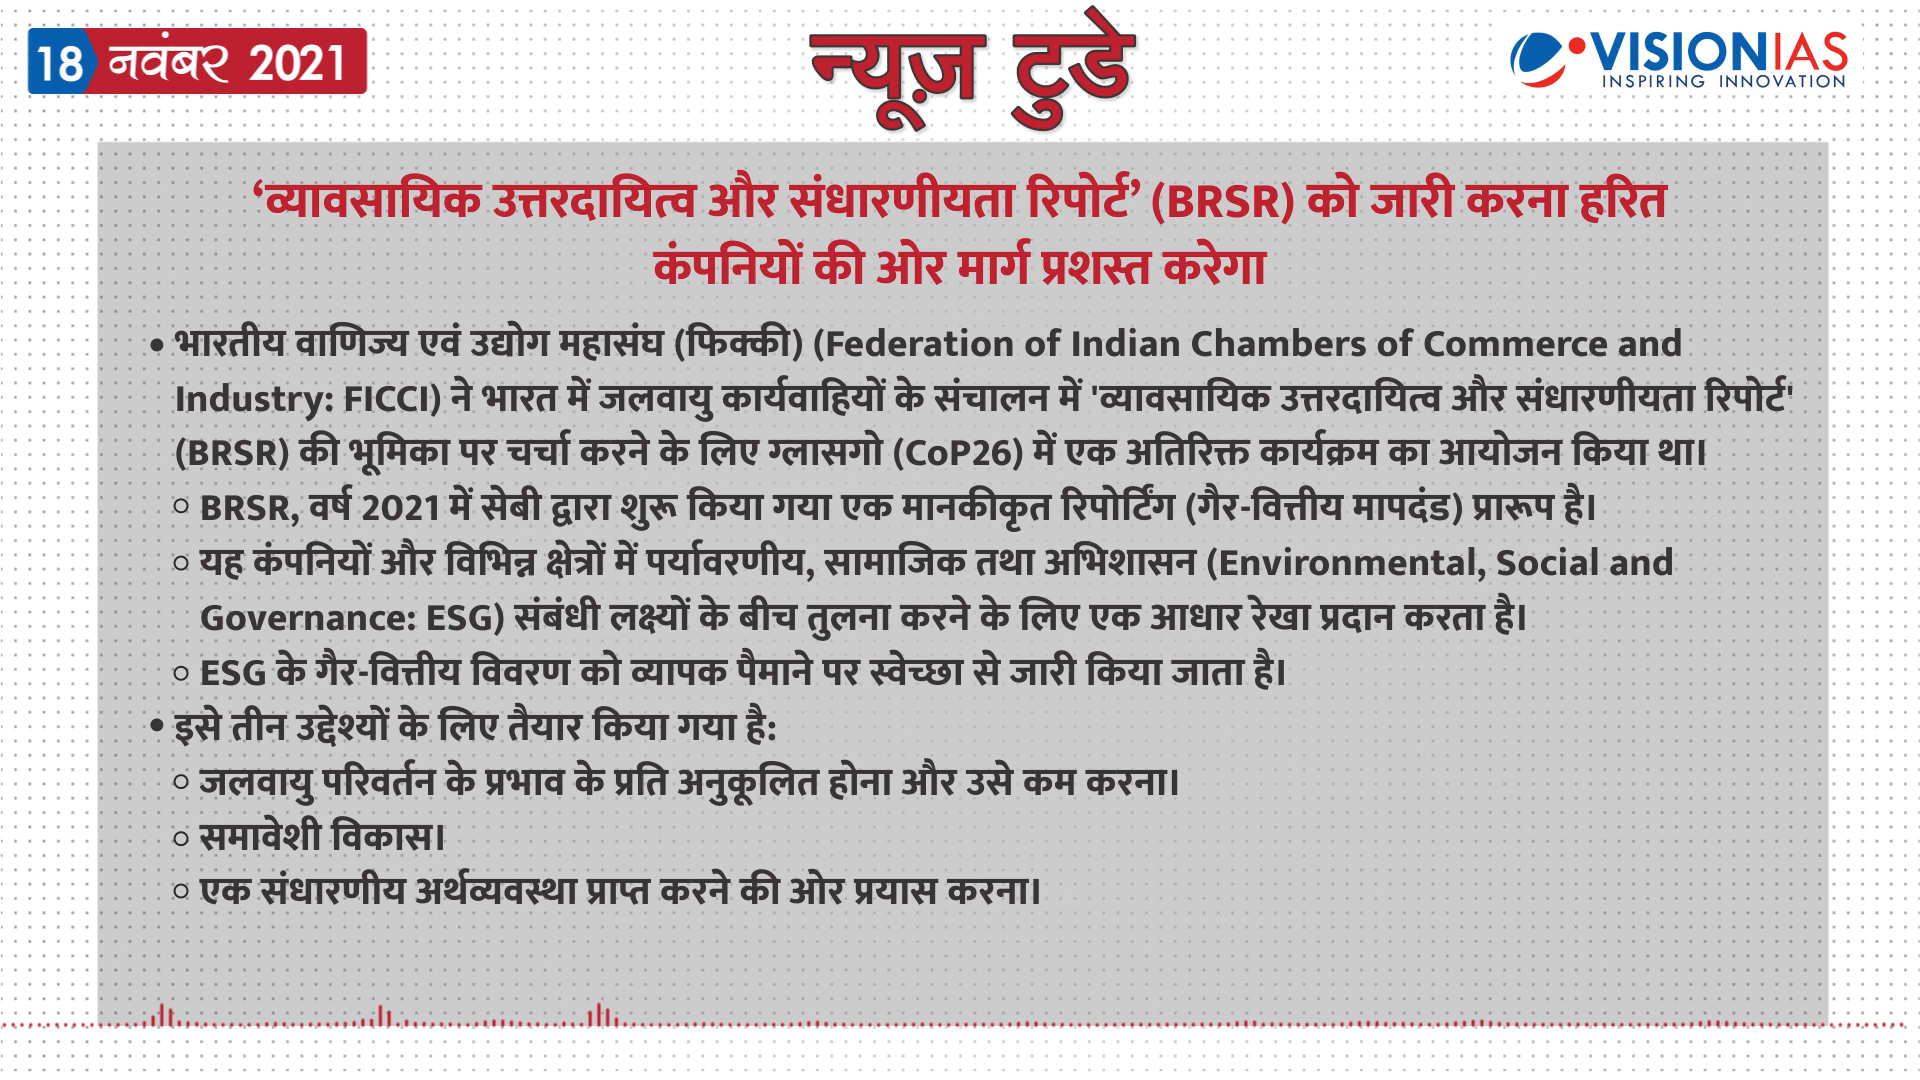 18 नवंबर 2021
न्यूज़ टुडे
VISIONIAS
INSPIRING INNOVATION
‘व्यावसायिक उत्तरदायित्व और संधारणीयता रिपोर्ट’ (BRSR) को जारी करना हरित
कंपनियों की ओर मार्ग प्रशस्त करेगा
• भारतीय वाणिज्य एवं उद्योग महासंघ (फिक्की) (Federation of Indian Chambers of Commerce and
Industry: FICCI) ने भारत में जलवायु कार्यवाहियों के संचालन में 'व्यावसायिक उत्तरदायित्व और संधारणीयता रिपोर्ट'
(BRSR) की भूमिका पर चर्चा करने के लिए ग्लासगो (CoP26) में एक अतिरिक्त कार्यक्रम का आयोजन किया था।
○ BRSR, वर्ष 2021 में सेबी द्वारा शुरू किया गया एक मानकीकृत रिपोर्टिंग (गैर-वित्तीय मापदंड) प्रारूप है।
○ यह कंपनियों और विभिन्न क्षेत्रों में पर्यावरणीय, सामाजिक तथा अभिशासन (Environmental, Social and
Governance: ESG) संबंधी लक्ष्यों के बीच तुलना करने के लिए एक आधार रेखा प्रदान करता है।
○ ESG के गैर-वित्तीय विवरण को व्यापक पैमाने पर स्वेच्छा से जारी किया जाता है।
• इसे तीन उद्देश्यों के लिए तैयार किया गया है:
○ जलवायु परिवर्तन के प्रभाव के प्रति अनुकूलित होना और उसे कम करना।
○ समावेशी विकास।
○ एक संधारणीय अर्थव्यवस्था प्राप्त करने की ओर प्रयास करना।